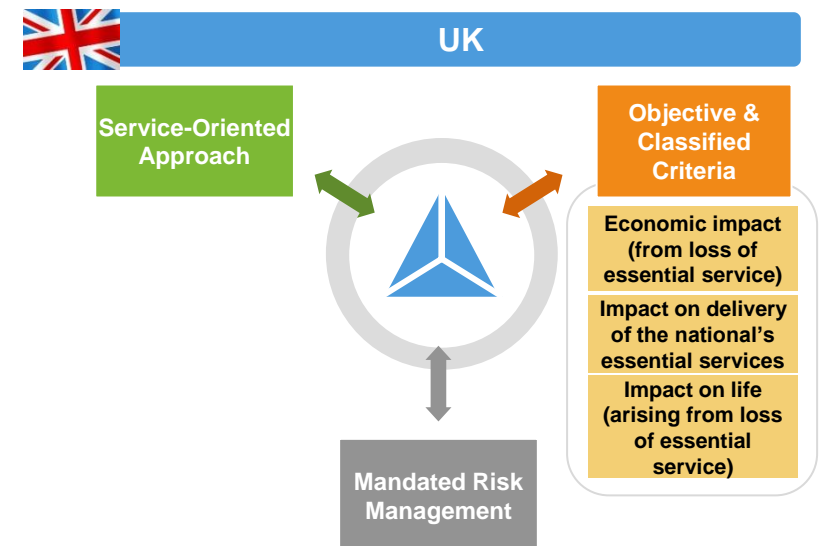 UK
Service-Oriented
Approach
Objective &
Classified
Criteria
Economic impact
(from loss of
essential service)
Impact on delivery
of the national's
essential services
Impact on life
(arising from loss
of essential
service)
Mandated Risk
Management